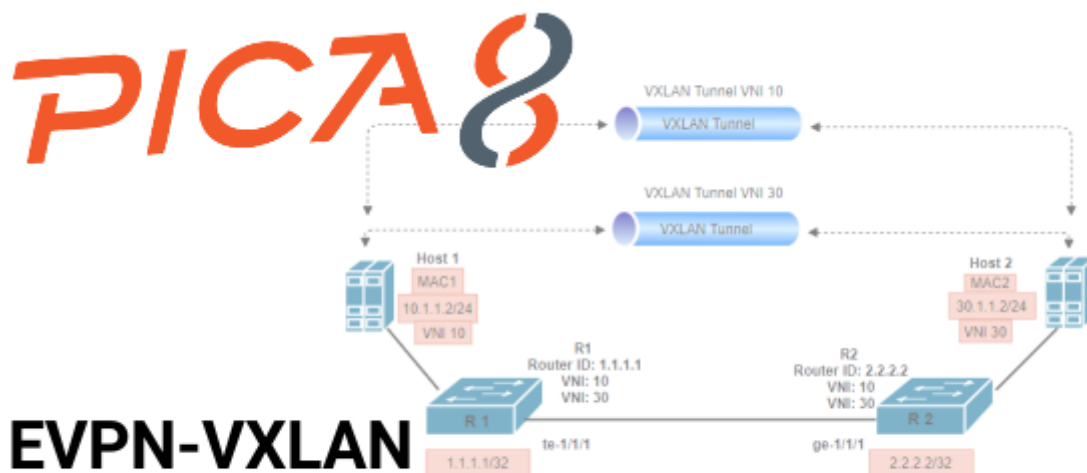 PICA8
VXLAN Tunnel VNI 10
VXLAN Tunnel
VXLAN Tunnel VNI 30
VXLAN Tunnel
Host 1
MAC1
10.1.1.2/24
VNI 10
Host 2
MAC2
30.1.1.2/24
VNI 30
R1
Router ID: 1.1.1.1
VNI: 10
VNI: 30
R2
Router ID: 2.2.2.2
VNI: 10
VNI: 30
R 1
R 2
EVPN-VXLAN
te-1/1/1
ge-1/1/1
1.1.1.1/32
2.2.2.2/32